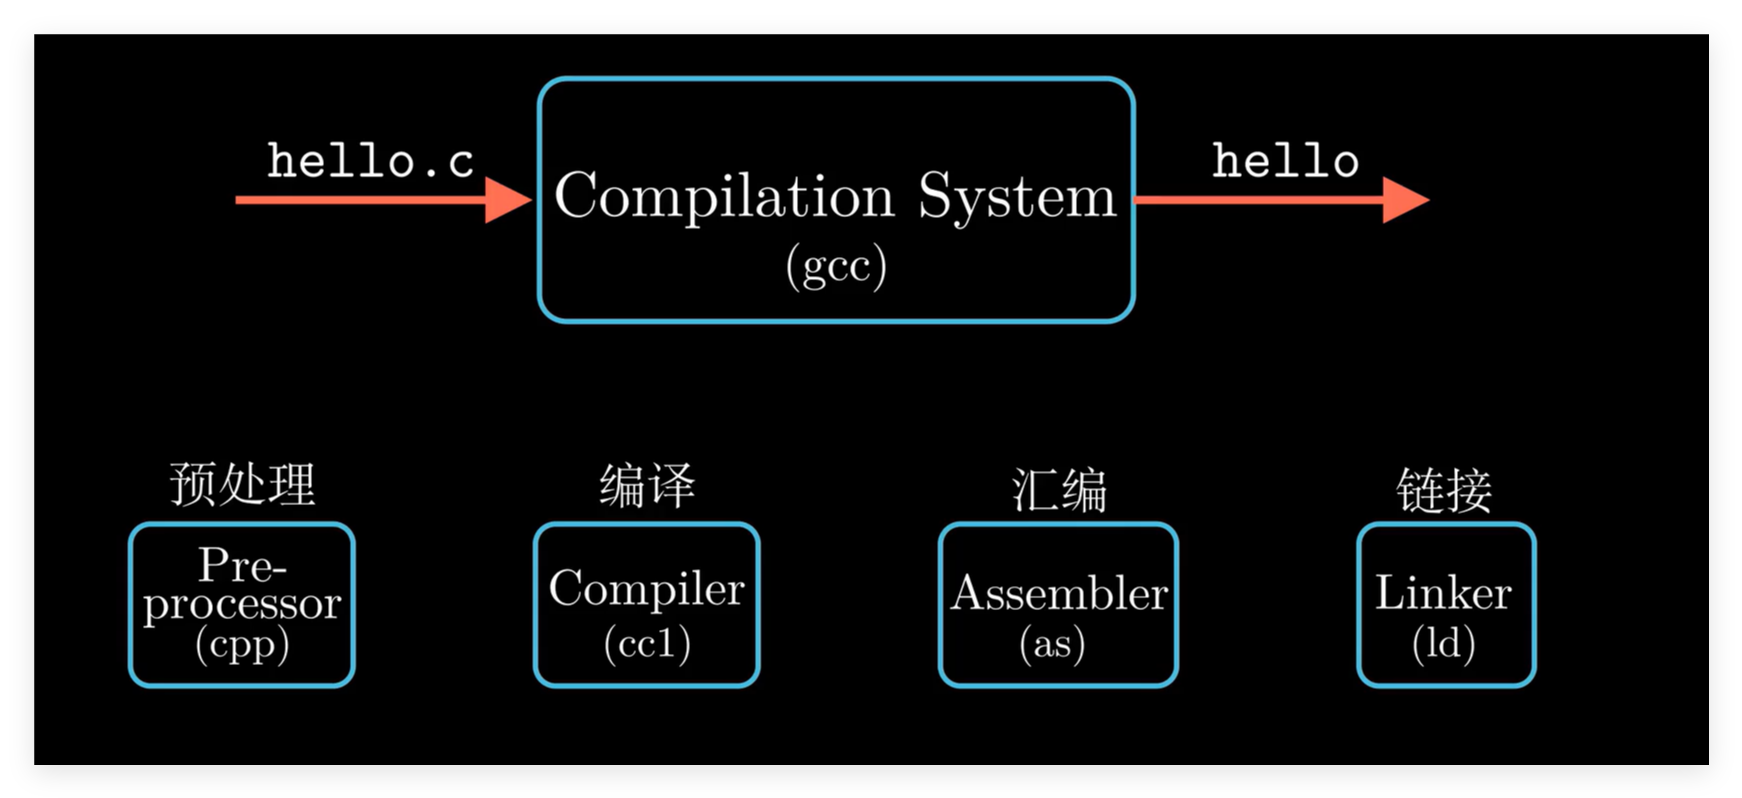 hello.c
hello
Compilation System
(gcc)
预处理
编译
汇编
链接
Pre-
processor
(cpp)
Compiler
(cc1)
Assembler
(as)
Linker
(ld)